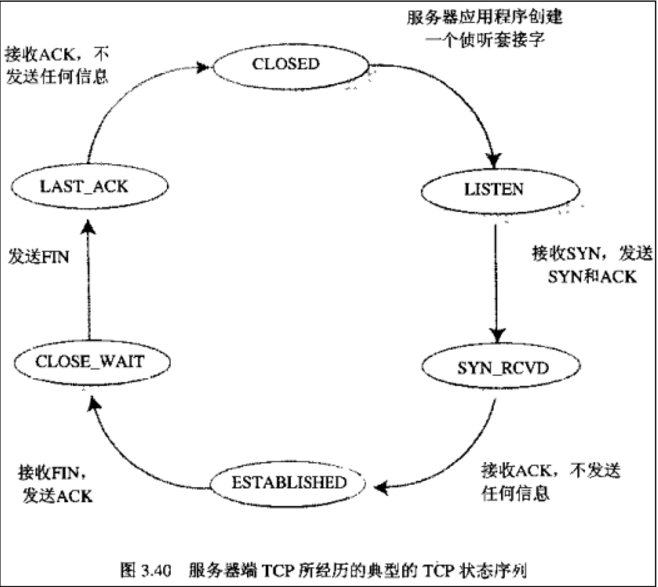 服务器应用程序创建
一个侦听套接字
接收ACK，不
发送任何信息
CLOSED
LAST_ACK
LISTEN
发送FIN
接收SYN，发送
SYN和ACK
CLOSE_WAIT
SYN_RCVD
接收FIN，
发送ACK
ESTABLISHED
接收ACK，不发送
任何信息
图 3.40 服务器端 TCP 所经历的典型的 TCP 状态序列